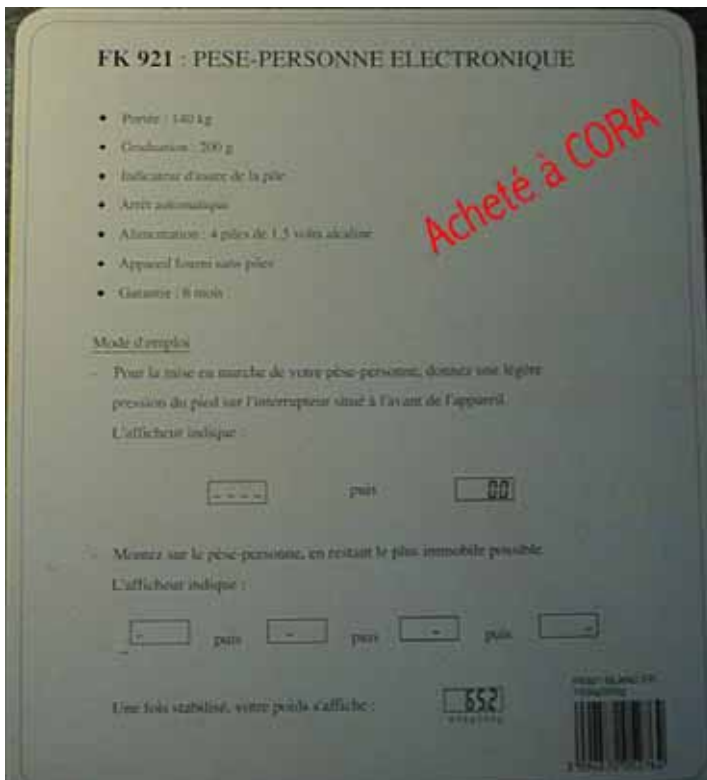 FK 921 : PESE-PERSONNE ELECTRONIQUE
• Portée : 140 kg
• Graduation : 200 g
• Indicateur d'usure de la pile
• Arrêt automatique
• Alimentation : 4 piles de 1,5 volts alcaline
• Appareil fourni sans piles
• Garantie : 6 mois
Acheté à CORA
Mode d'emploi
- Pour la mise en marche de votre pèse-personne, donnez une légère
pression du pied sur l'interrupteur situé à l'avant de l'appareil.
L'afficheur indique :
---- puis 0.0
- Montez sur le pèse-personne, en restant le plus immobile possible.
L'afficheur indique :
- puis - puis - puis -
Une fois stabilisé, votre poids s'affiche : 65.2